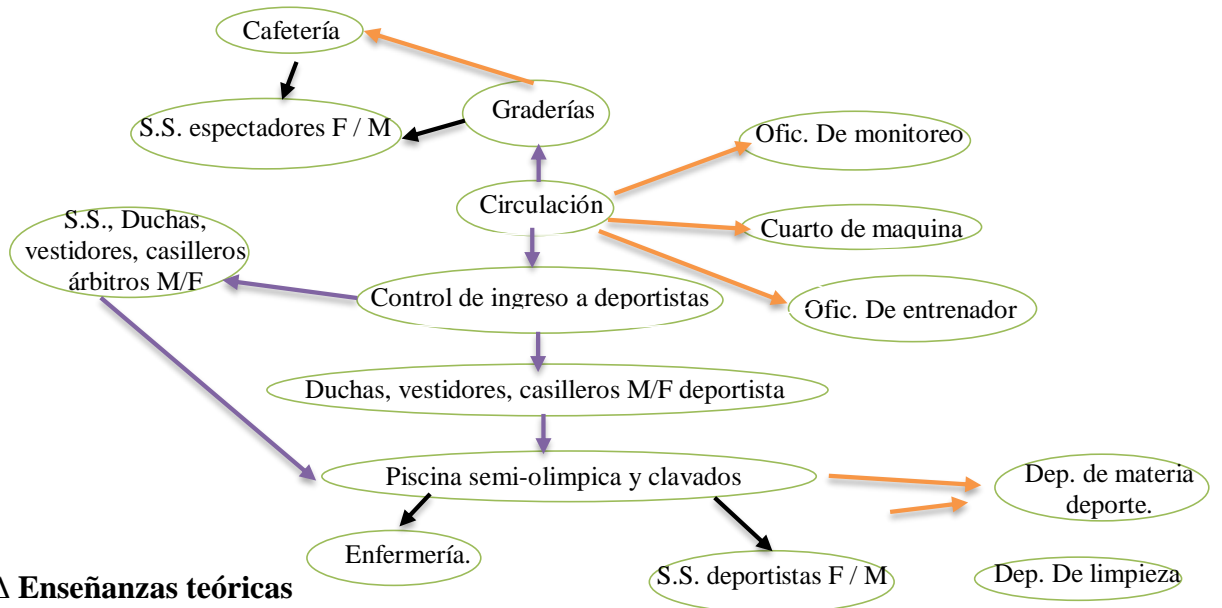 Cafetería
Graderías
S.S. espectadores F / M
Ofic. De monitoreo
Circulación
S.S., Duchas,
vestidores, casilleros
árbitros M/F
Cuarto de maquina
Control de ingreso a deportistas
Ofic. De entrenador
Duchas, vestidores, casilleros M/F deportista
Piscina semi-olimpica y clavados
Dep. de materia
deporte.
Enfermería.
S.S. deportistas F / M
Dep. De limpieza
Enseñanzas teóricas